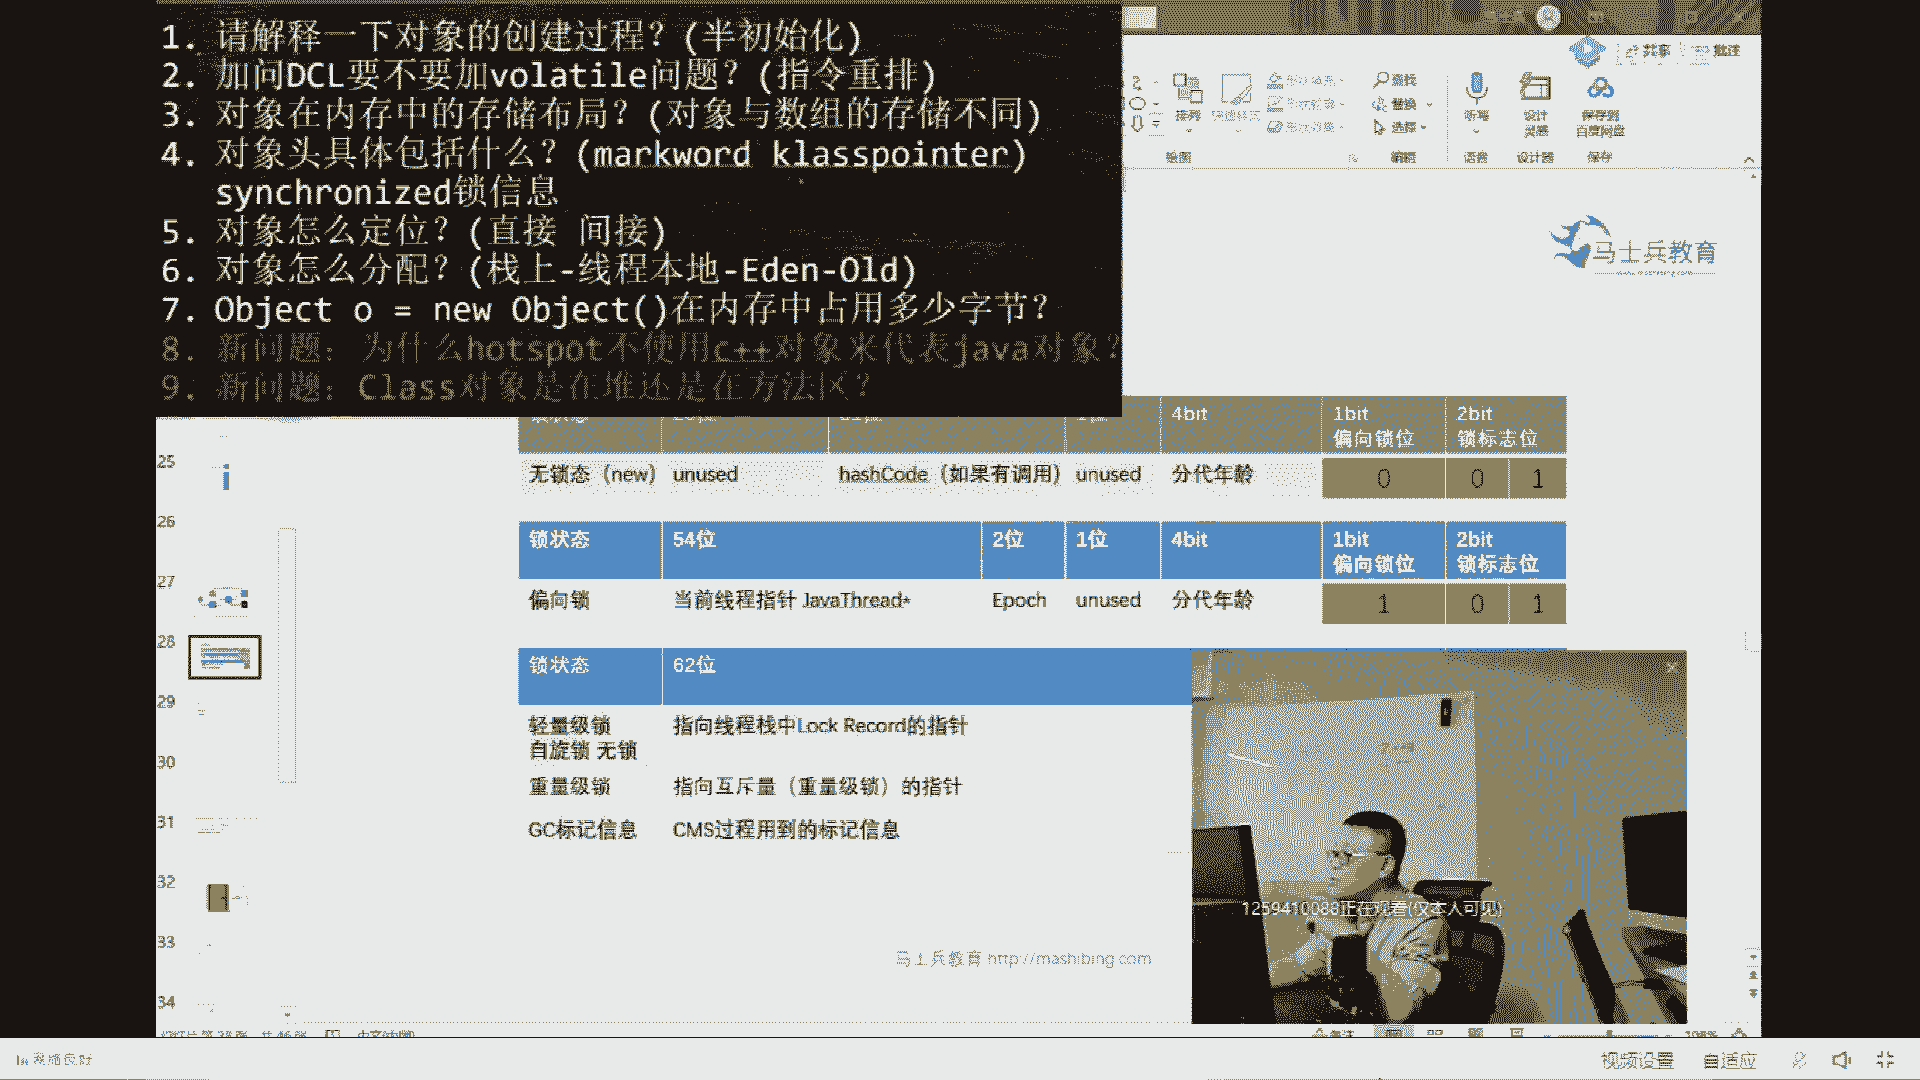 1. 请解释一下对象的创建过程？(半初始化)
2. 加问DCL要不要加volatile问题？(指令重排)
3. 对象在内存中的存储布局？(对象与数组的存储不同)
4. 对象头具体包括什么？(markword klasspointer)
synchronized锁信息
5. 对象怎么定位？(直接 间接)
6. 对象怎么分配？(栈上-线程本地-Eden-Old)
7. Object o = new Object()在内存中占用多少字节？
8. 新问题：为什么hotspot不使用c++对象来代表java对象？
9. 新问题：Class对象是在堆还是在方法区？
共享 批注
查找
替换
选择
排列
听写
设计
灵感
保存到
百度网盘
绘图 编辑 语音 设计器 保存
马士兵教育
4bit 1bit 2bit
偏向锁位 锁标志位
无锁态（new） unused hashCode（如果有调用） unused 分代年龄 0 0 1
锁状态 54位 2位 1位 4bit 1bit 2bit
偏向锁位 锁标志位
偏向锁 当前线程指针 JavaThread* Epoch unused 分代年龄 1 0 1
锁状态 62位
轻量级锁 指向线程栈中Lock Record的指针
自旋锁 无锁
重量级锁 指向互斥量（重量级锁）的指针
GC标记信息 CMS过程用到的标记信息
25
26
27
28
29
30
31
32
33
34
1259410088正在观看(仅本人可见)
马士兵教育 http://mashibing.com
网络良好
视频设置 自适应